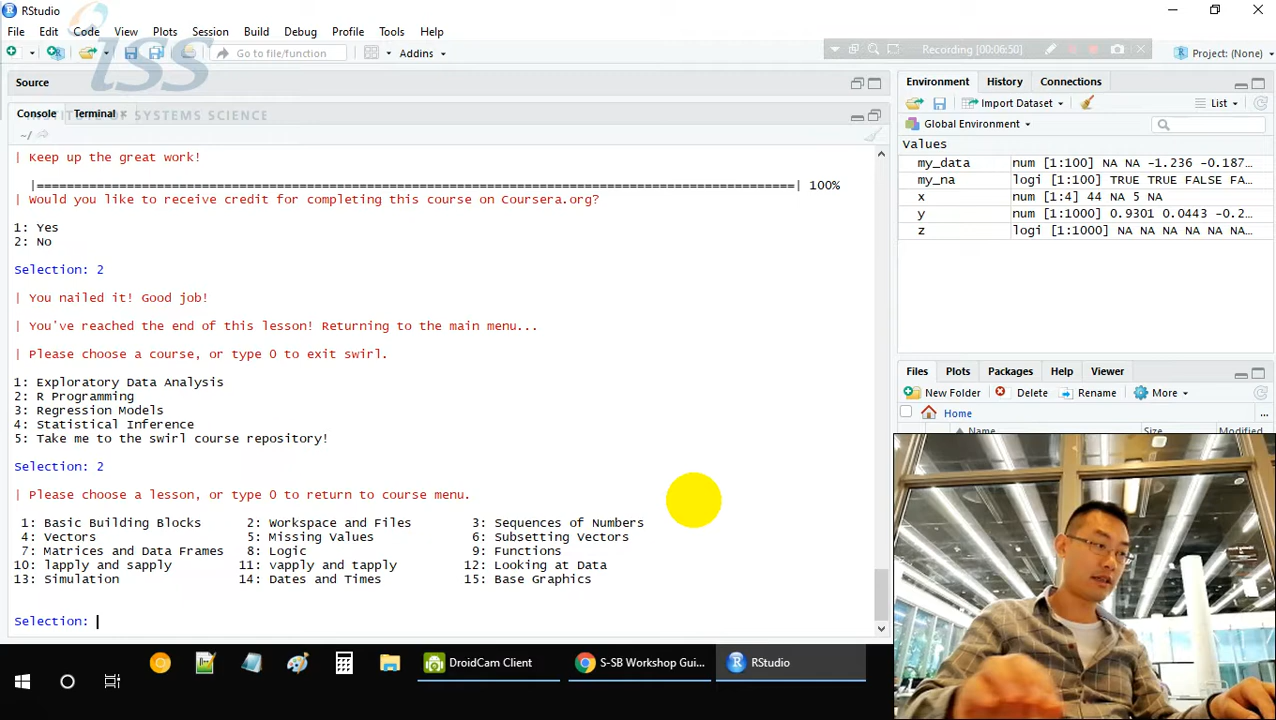 RStudio
File Edit Code View Plots Session Build Debug Profile Tools Help
Go to file/function Addins
Recording [00:06:50]
Project: (None)
iss
INSTITUTE OF SYSTEMS SCIENCE
Source
Console Terminal ×
~/
| Keep up the great work!
|==========================================================================================| 100%
| Would you like to receive credit for completing this course on Coursera.org?
1: Yes
2: No
Selection: 2
| You nailed it! Good job!
| You've reached the end of this lesson! Returning to the main menu...
| Please choose a course, or type 0 to exit swirl.
1: Exploratory Data Analysis
2: R Programming
3: Regression Models
4: Statistical Inference
5: Take me to the swirl course repository!
Selection: 2
| Please choose a lesson, or type 0 to return to course menu.
1: Basic Building Blocks 2: Workspace and Files 3: Sequences of Numbers
4: Vectors 5: Missing Values 6: Subsetting Vectors
7: Matrices and Data Frames 8: Logic 9: Functions
10: lapply and sapply 11: vapply and tapply 12: Looking at Data
13: Simulation 14: Dates and Times 15: Base Graphics
Selection:
Environment History Connections
Import Dataset List
Global Environment
Values
my_data num [1:100] NA NA -1.236 -0.187…
my_na logi [1:100] TRUE TRUE FALSE FA…
x num [1:4] 44 NA 5 NA
y num [1:1000] 0.9301 0.0443 -0.2…
z logi [1:1000] NA NA NA NA NA NA…
Files Plots Packages Help Viewer
New Folder Delete Rename More
Home ...
Name Size Modified
DroidCam Client S-SB Workshop Gui... RStudio